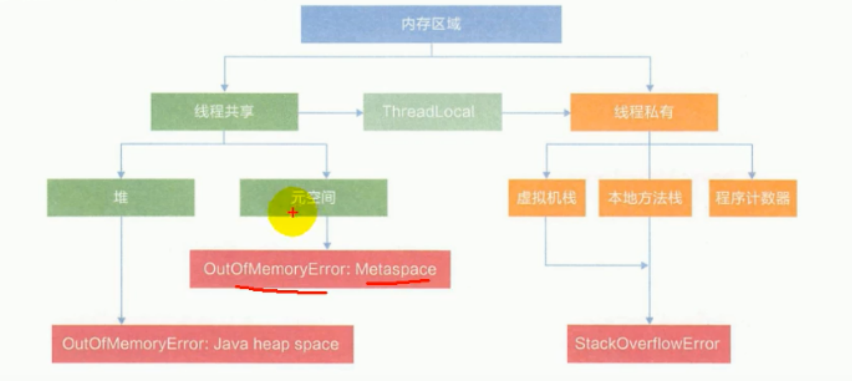 内存区域
线程共享
ThreadLocal
线程私有
堆
元空间
虚拟机栈
本地方法栈
程序计数器
OutOfMemoryError: Metaspace
OutOfMemoryError: Java heap space
StackOverflowError